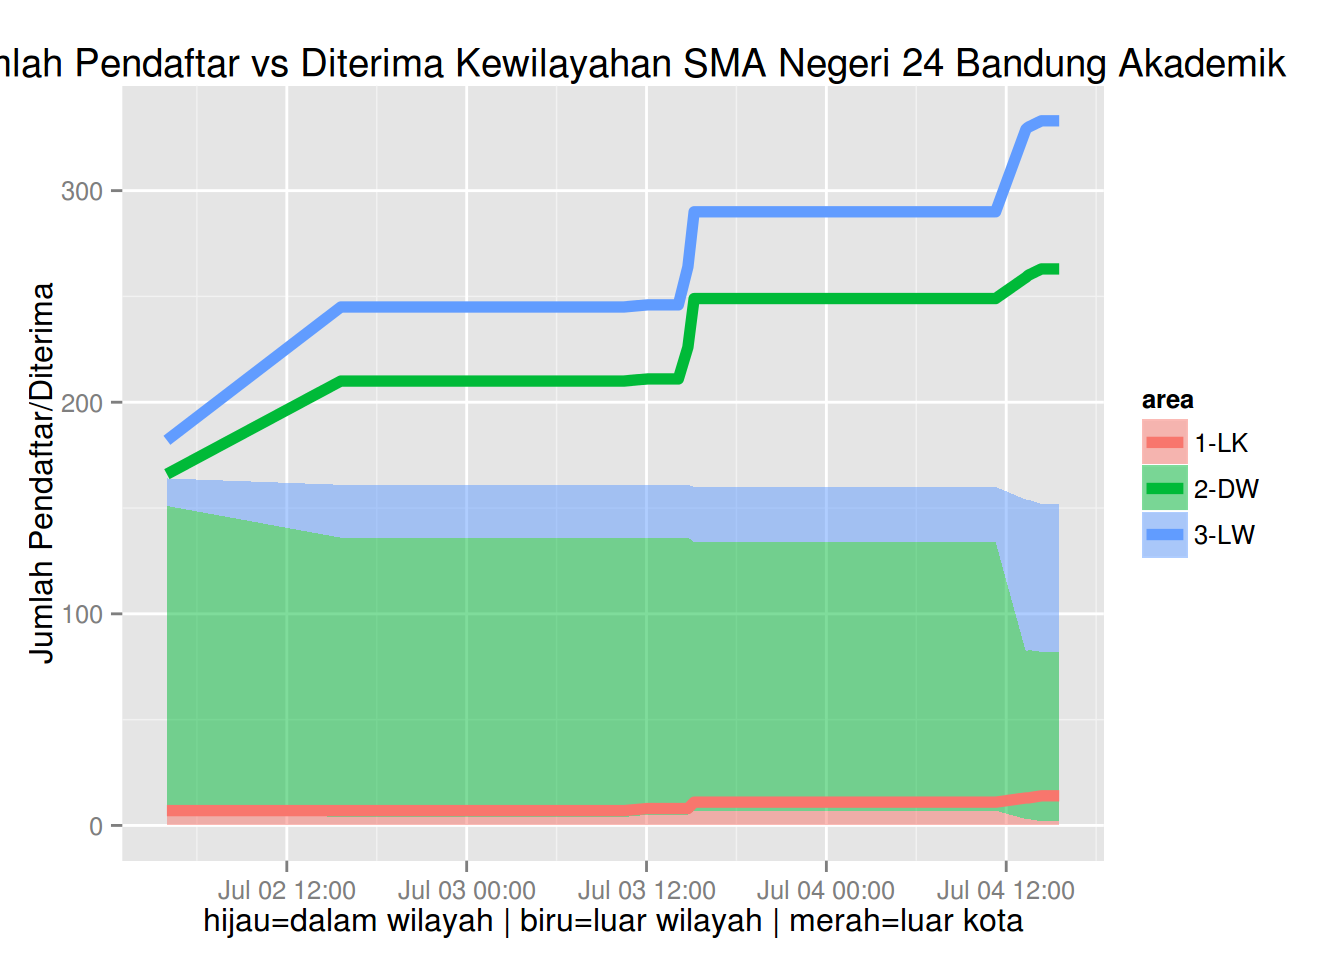 mlah Pendaftar vs Diterima Kewilayahan SMA Negeri 24 Bandung Akademik
Jumlah Pendaftar/Diterima
300
200
100
0
Jul 02 12:00
Jul 03 00:00
Jul 03 12:00
Jul 04 00:00
Jul 04 12:00
hijau=dalam wilayah | biru=luar wilayah | merah=luar kota
area
1-LK
2-DW
3-LW